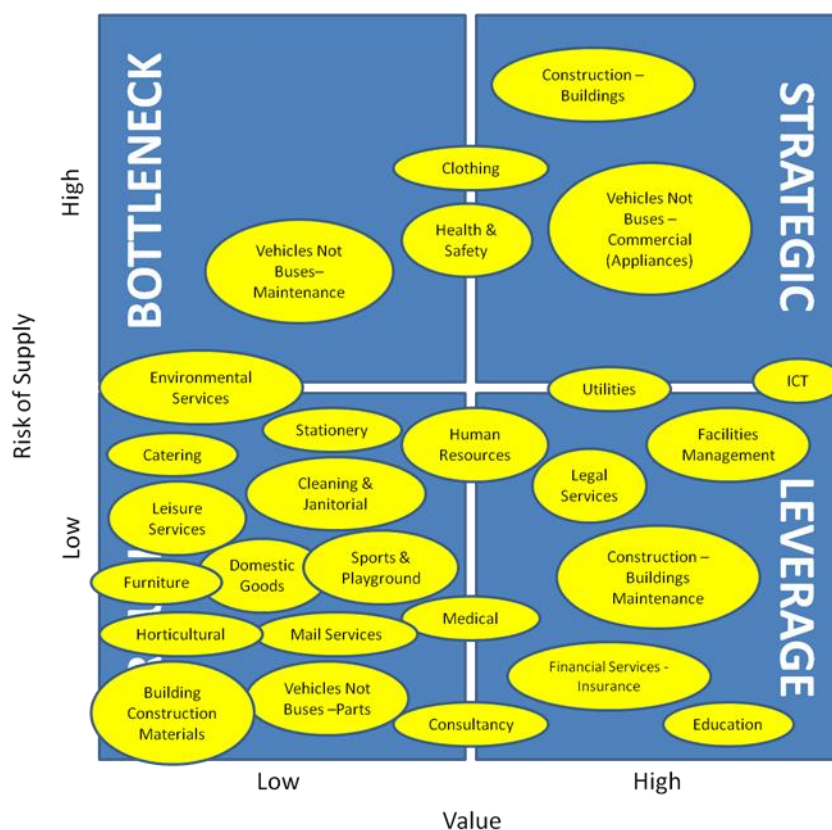 BOTTLENECK
STRATEGIC
Construction –
Buildings
Clothing
Health &
Safety
Vehicles Not
Buses –
Commercial
(Appliances)
Vehicles Not
Buses–
Maintenance
High
Risk of Supply
Low
Environmental
Services
Utilities
ICT
Stationery
Human
Resources
Facilities
Management
Catering
Legal
Services
Cleaning &
Janitorial
LEVERAGE
Leisure
Services
Sports &
Playground
Domestic
Goods
Furniture
Construction –
Buildings
Maintenance
Medical
Horticultural
Mail Services
Financial Services -
Insurance
Building
Construction
Materials
Vehicles Not
Buses –Parts
Consultancy
Education
Low
High
Value